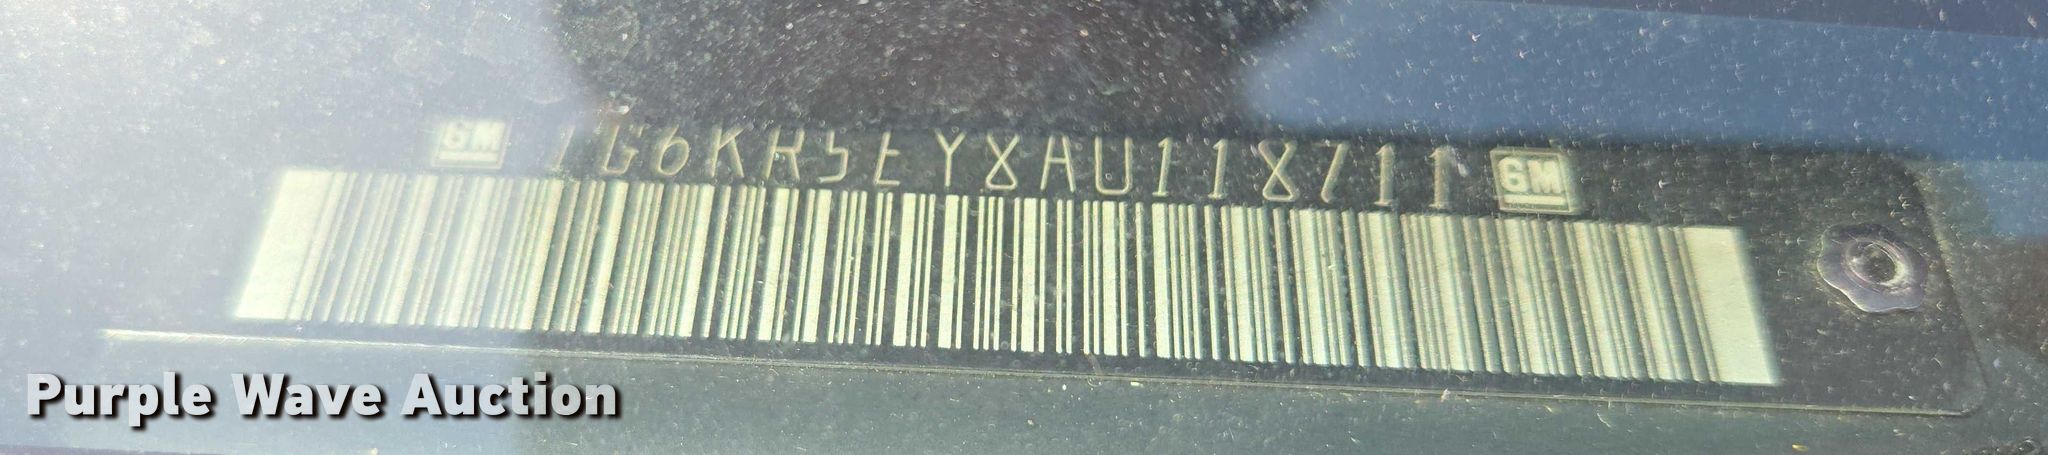 GM 1G6KR5EY8AU118711 GM
Purple Wave Auction